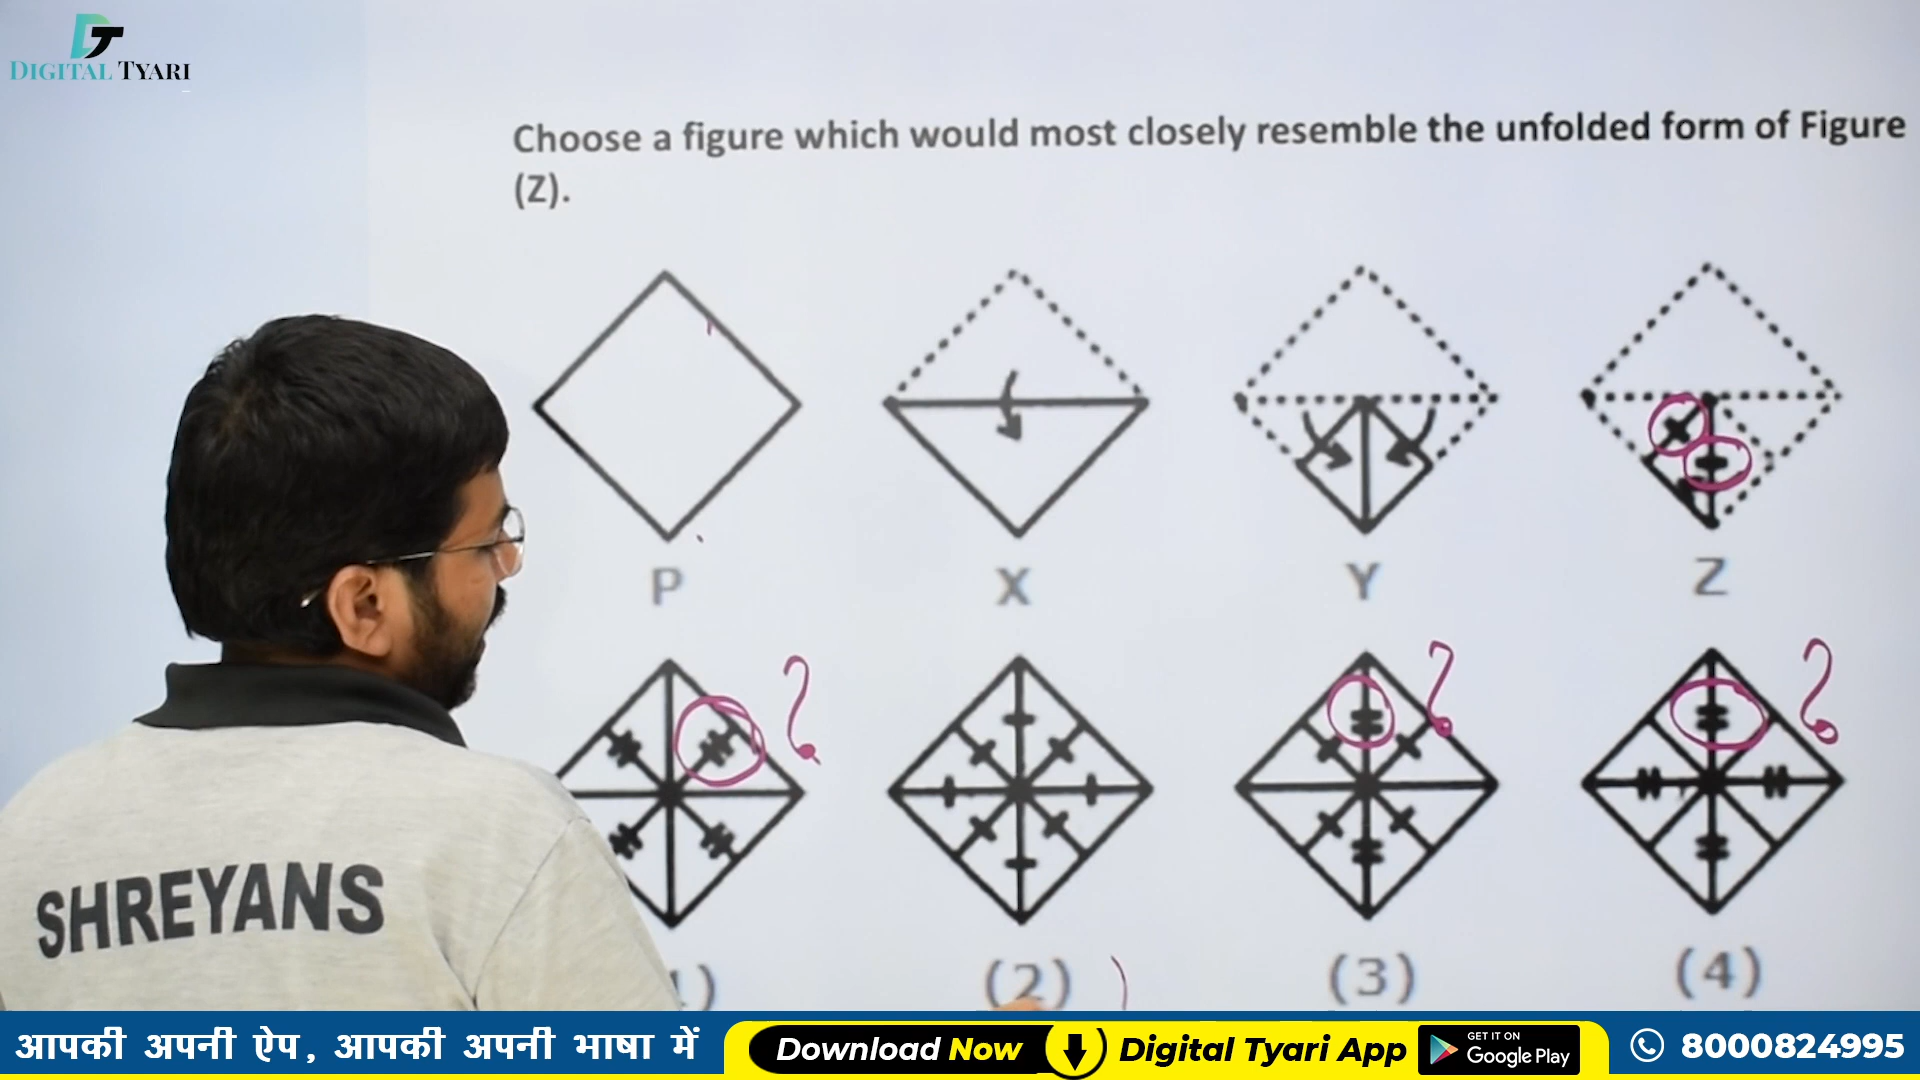 DIGITAL TYARI
Choose a figure which would most closely resemble the unfolded form of Figure
(Z).
P X Y Z
1) (2) (3) (4)
SHREYANS
आपकी अपनी ऐप, आपकी अपनी भाषा में
Download Now
Digital Tyari App
GET IT ON
Google Play
8000824995